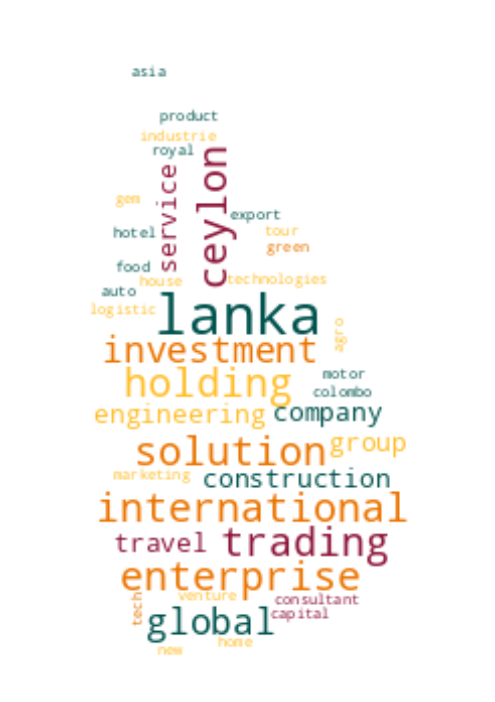 asia
product
industrie
royal
service
ceylon
gem
export
hotel
tour
green
food
house
technologies
auto
logistic
lanka
agro
investment
holding
motor
colombo
engineering
company
solution
group
marketing
construction
international
travel
trading
enterprise
tech
venture
consultant
global
capital
home
new